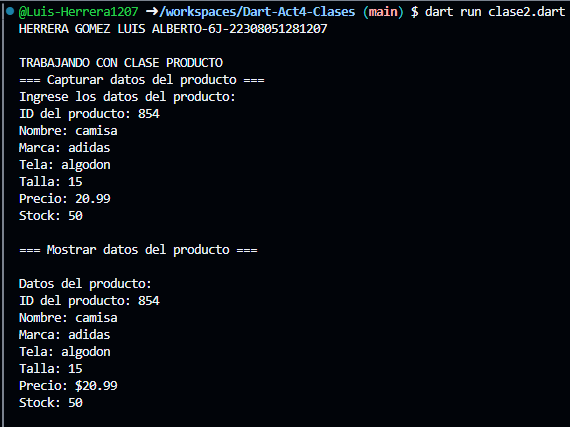 @Luis-Herrera1207 ➜/workspaces/Dart-Act4-Clases (main) $ dart run clase2.dart
HERRERA GOMEZ LUIS ALBERTO-6J-22308051281207
TRABAJANDO CON CLASE PRODUCTO
=== Capturar datos del producto ===
Ingrese los datos del producto:
ID del producto: 854
Nombre: camisa
Marca: adidas
Tela: algodon
Talla: 15
Precio: 20.99
Stock: 50
=== Mostrar datos del producto ===
Datos del producto:
ID del producto: 854
Nombre: camisa
Marca: adidas
Tela: algodon
Talla: 15
Precio: $20.99
Stock: 50